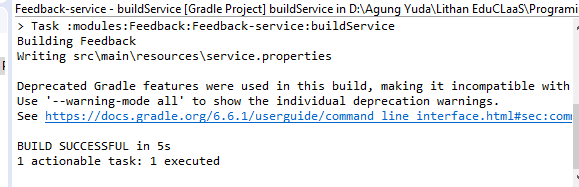 Feedback-service - buildService [Gradle Project] buildService in D:\Agung Yuda\Lithan EduCLaaS\Programi
> Task :modules:Feedback:Feedback-service:buildService
Building Feedback
Writing src\main\resources\service.properties
Deprecated Gradle features were used in this build, making it incompatible with
Use '--warning-mode all' to show the individual deprecation warnings.
See https://docs.gradle.org/6.6.1/userguide/command_line_interface.html#sec:com
BUILD SUCCESSFUL in 5s
1 actionable task: 1 executed